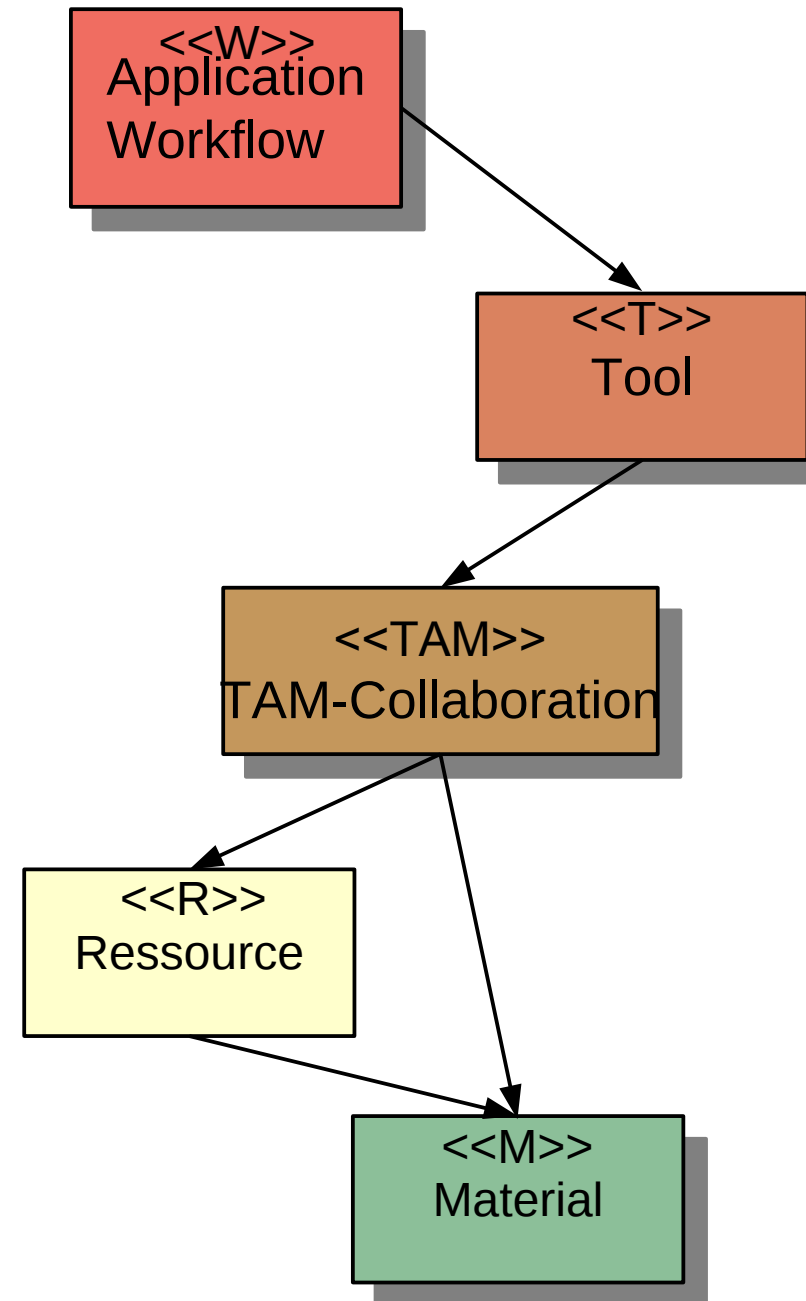 <<W>>
Application
Workflow
<<T>>
Tool
<<TAM>>
TAM-Collaboration
<<R>>
Ressource
<<M>>
Material